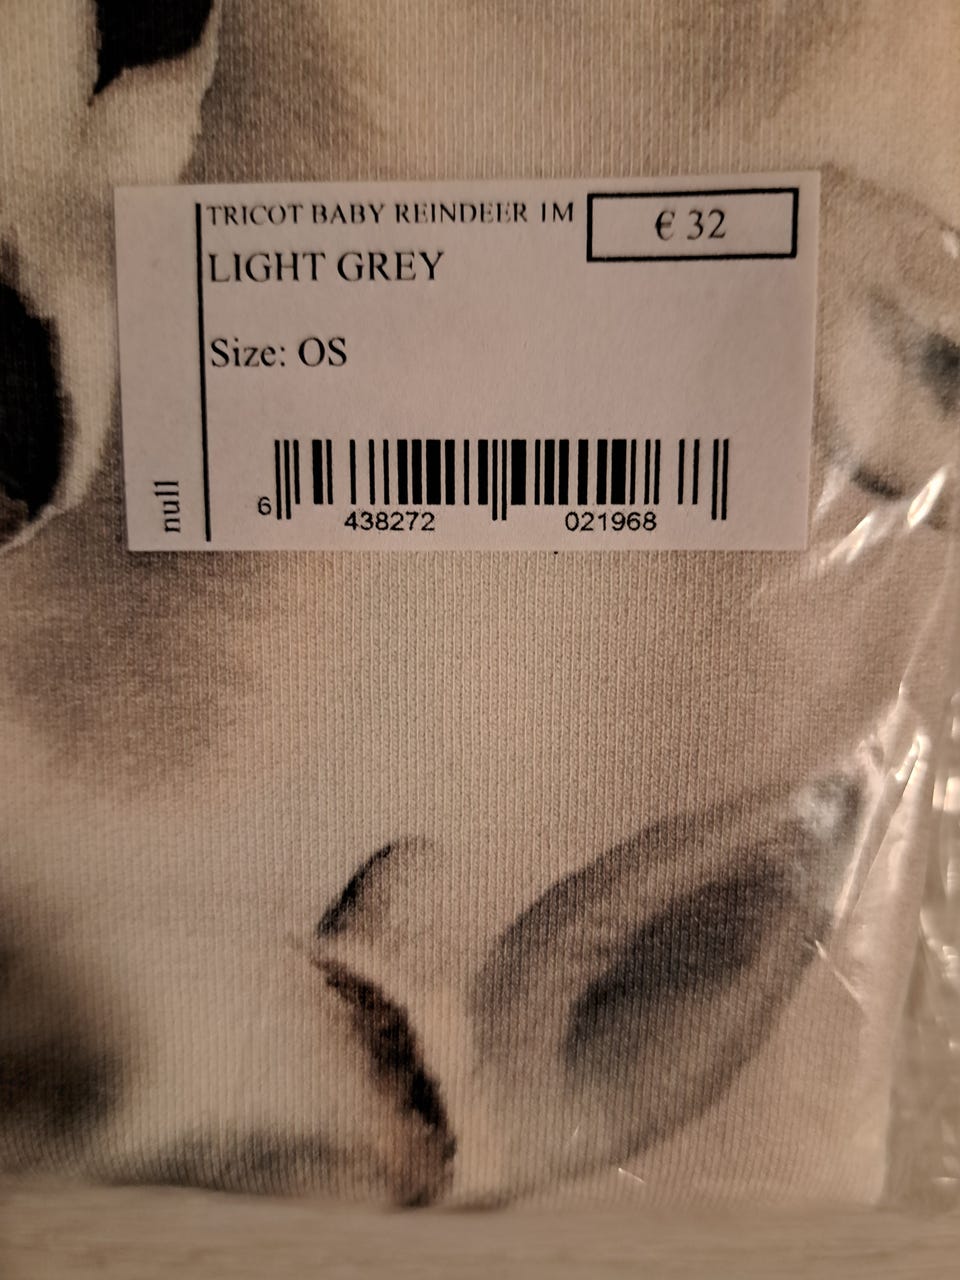 TRICOT BABY REINDEER 1M
€ 32
LIGHT GREY
Size: OS
null
6 438272 021968